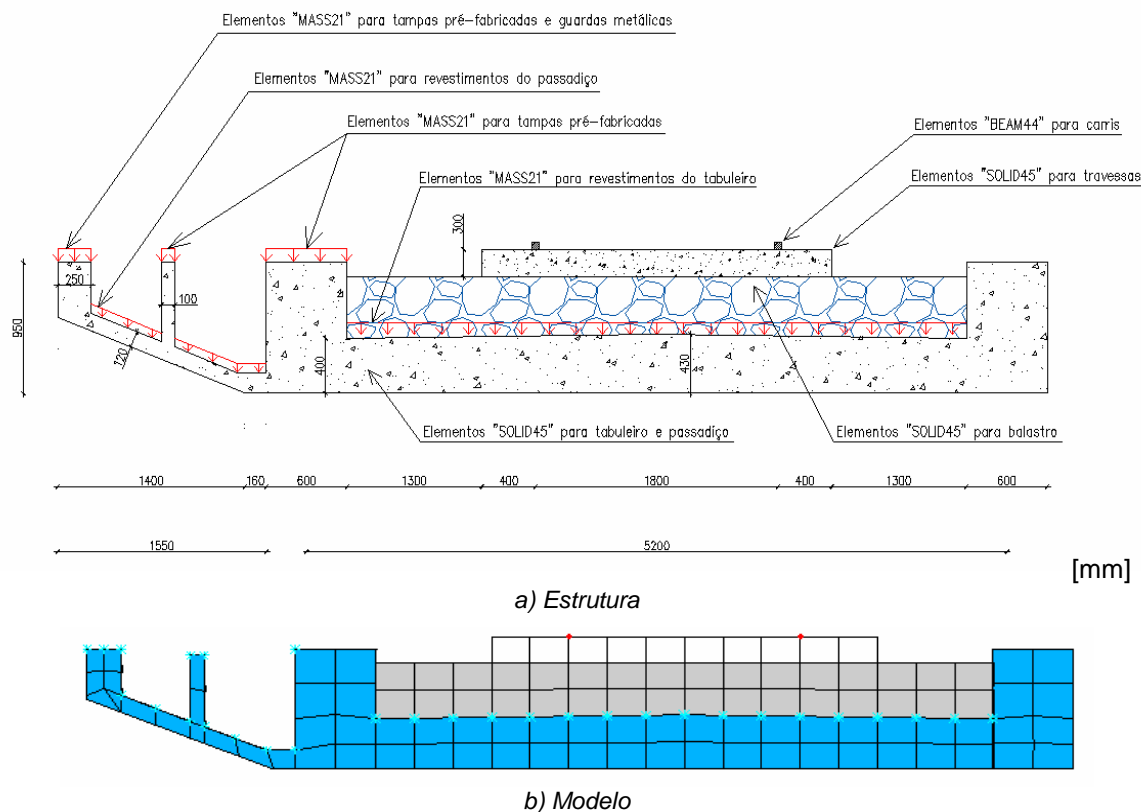 Elementos "MASS21" para tampas pré-fabricadas e guardas metálicas
Elementos "MASS21" para revestimentos do passadiço
Elementos "MASS21" para tampas pré-fabricadas
Elementos "BEAM44" para carris
Elementos "MASS21" para revestimentos do tabuleiro
Elementos "SOLID45" para travessas
300
250
100
950
120
400
430
Elementos "SOLID45" para tabuleiro e passadiço
Elementos "SOLID45" para balastro
1400 160 600 1300 400 1800 400 1300 600
1550 5200
[mm]
a) Estrutura
b) Modelo